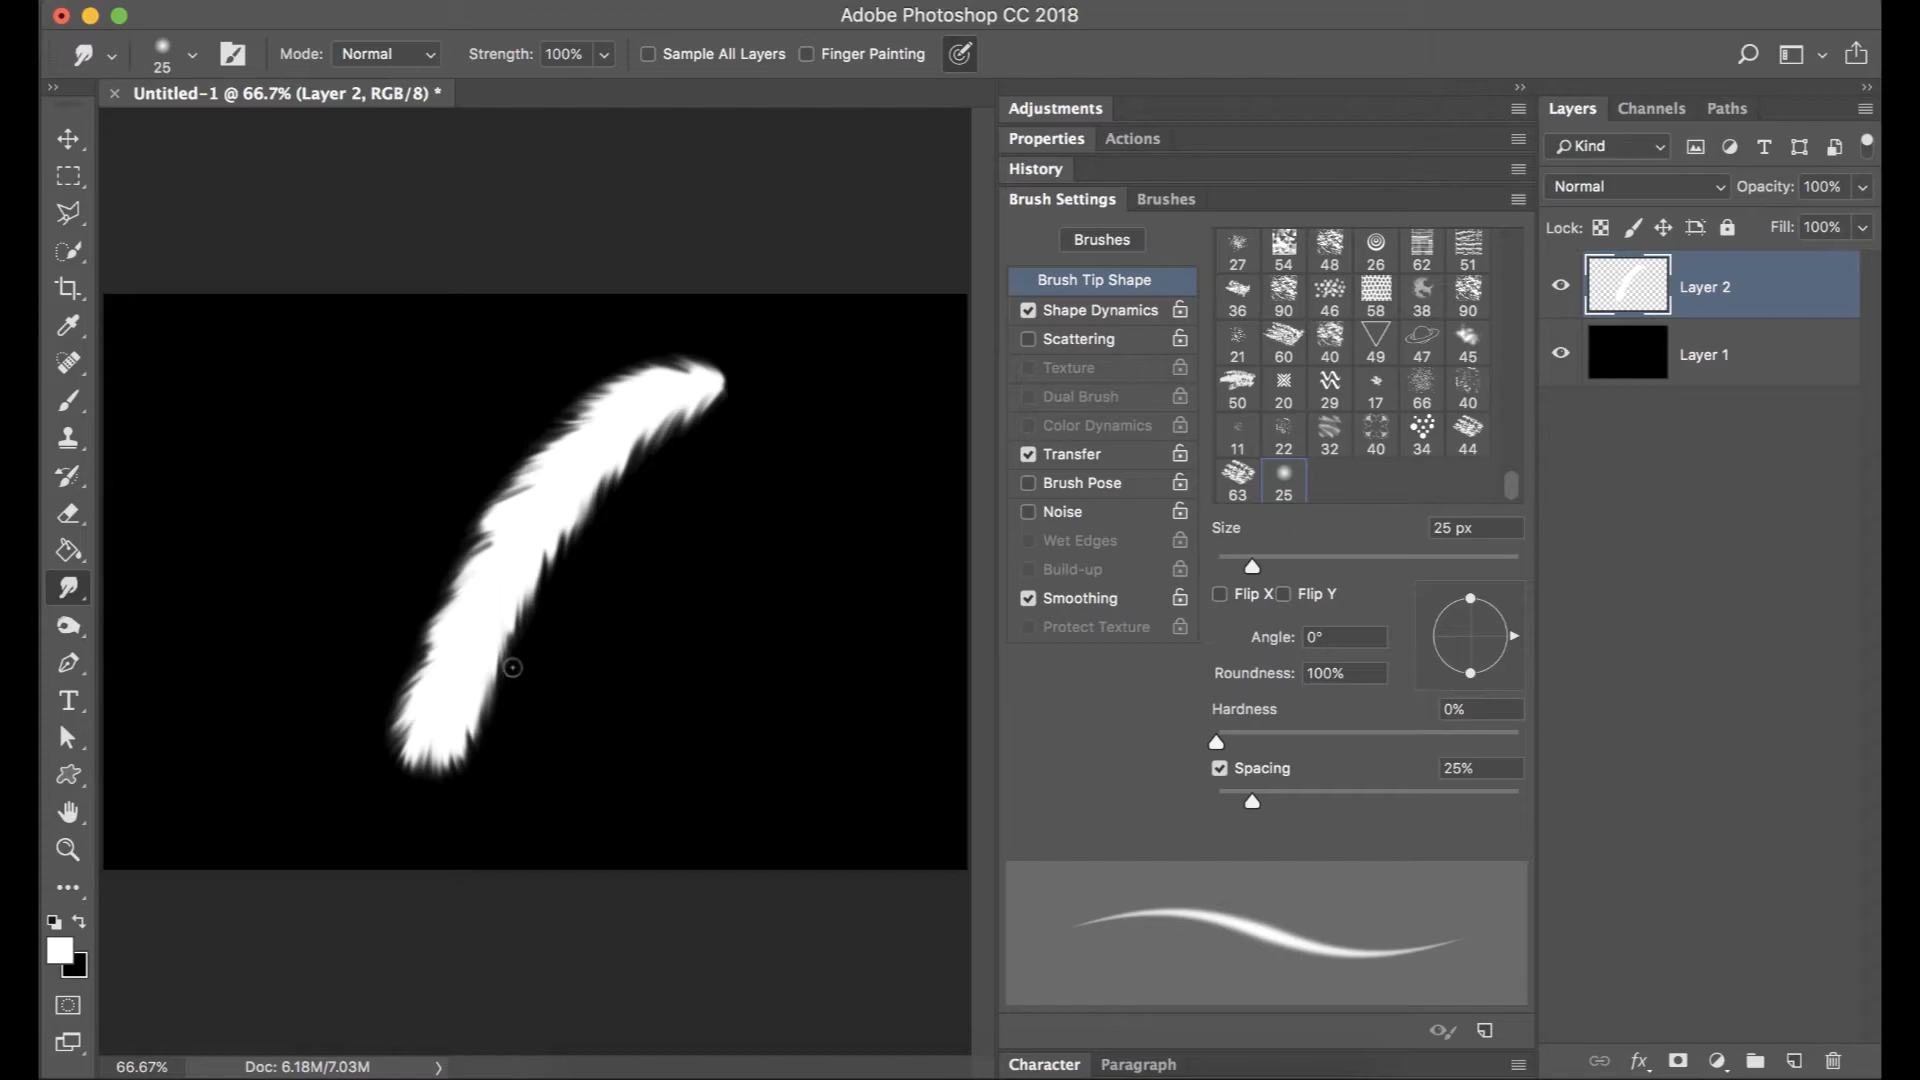 Adobe Photoshop CC 2018
25
Mode: Normal Strength: 100% Sample All Layers Finger Painting
Untitled-1 @ 66.7% (Layer 2, RGB/8) *
Adjustments
Properties Actions
History
Brush Settings Brushes
Brushes
Brush Tip Shape
Shape Dynamics
Scattering
Texture
Dual Brush
Color Dynamics
Transfer
Brush Pose
Noise
Wet Edges
Build-up
Smoothing
Protect Texture
27 54 48 26 62 51
36 90 46 58 38 90
21 60 40 49 47 45
50 20 29 17 66 40
11 22 32 40 34 44
63 25
Size 25 px
Flip X Flip Y
Angle: 0°
Roundness: 100%
Hardness 0%
Spacing 25%
Character Paragraph
Layers Channels Paths
Kind
Normal Opacity: 100%
Lock: Fill: 100%
Layer 2
Layer 1
66.67% Doc: 6.18M/7.03M